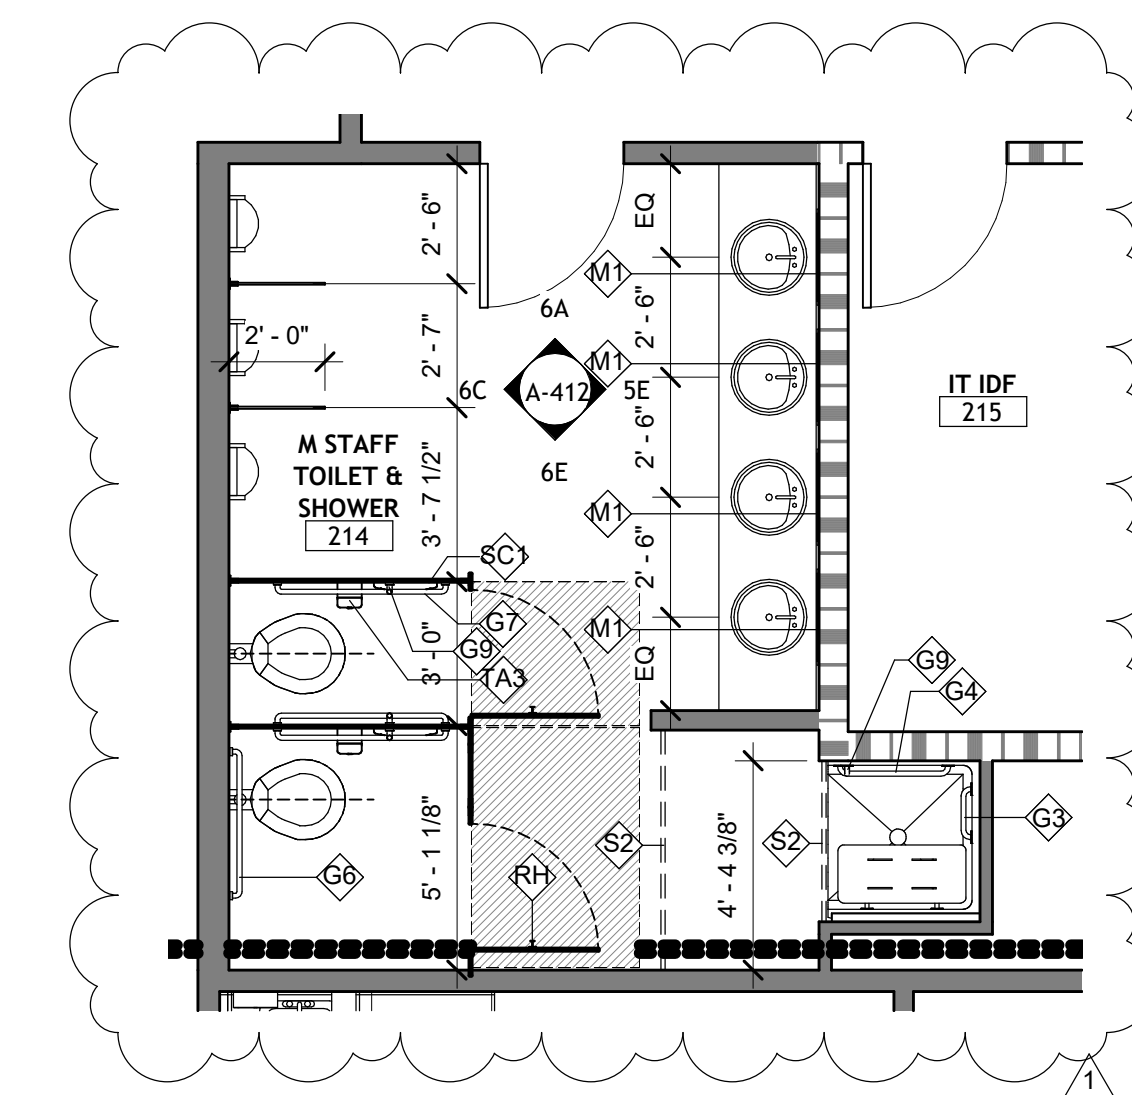 2' - 6"
EQ
M1
6A
2' - 6"
2' - 0"
2' - 7"
M1
6C
A-412
5E
IT IDF
215
M STAFF
TOILET &
SHOWER
214
3' - 7 1/2"
6E
2' - 6"
M1
SC1
2' - 6"
G7
M1
G9
3' - 0"
TA3
EQ
G9
G4
G3
5' - 1 1/8"
S2
4' - 4 3/8"
S2
G6
RH
1